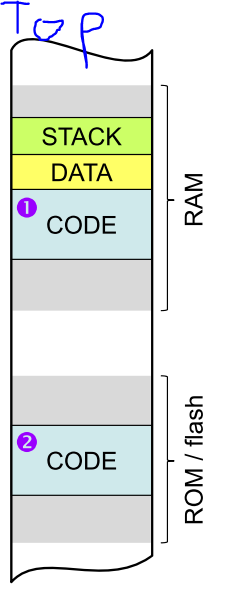 Top
STACK
DATA
1
CODE
RAM
2
CODE
ROM / flash